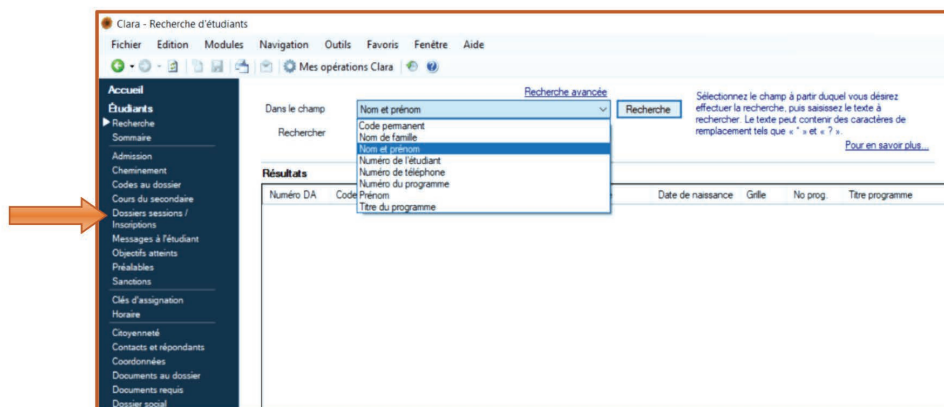 Clara - Recherche d'étudiants
Fichier Edition Modules Navigation Outils Favoris Fenêtre Aide
Mes opérations Clara
Accueil
Étudiants
Recherche
Sommaire
Admission
Cheminement
Codes au dossier
Cours du secondaire
Dossiers sessions /
Inscriptions
Messages à l'étudiant
Objectifs atteints
Préalables
Sanctions
Clés d'assignation
Horaire
Citoyenneté
Contacts et répondants
Coordonnées
Documents au dossier
Documents requis
Dossier social
Recherche avancée
Dans le champ Nom et prénom Recherche
Rechercher
Code permanent
Nom de famille
Nom et prénom
Numéro de l'étudiant
Numéro de téléphone
Numéro du programme
Prénom
Titre du programme
Sélectionnez le champ à partir duquel vous désirez
effectuer la recherche, puis saisissez le texte à
rechercher. Le texte peut contenir des caractères de
remplacement tels que « * » et « ? ».
Pour en savoir plus...
Résultats
Numéro DA Code Date de naissance Grille No prog. Titre programme